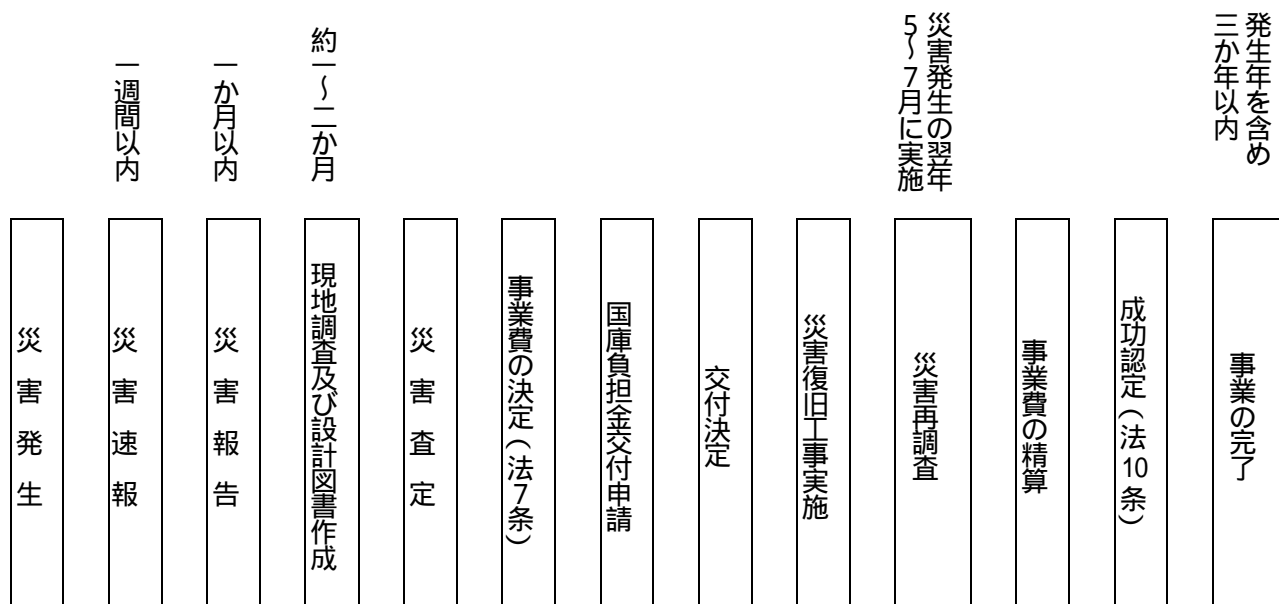 一週間以内
一か月以内
約一～二か月
災害発生の翌年
5～7月に実施
発生年を含め
三か年以内
災害発生
災害速報
災害報告
現地調査及び設計図書作成
災害査定
事業費の決定（法7条）
国庫負担金交付申請
交付決定
災害復旧工事実施
災害再調査
事業費の精算
成功認定（法10条）
事業の完了